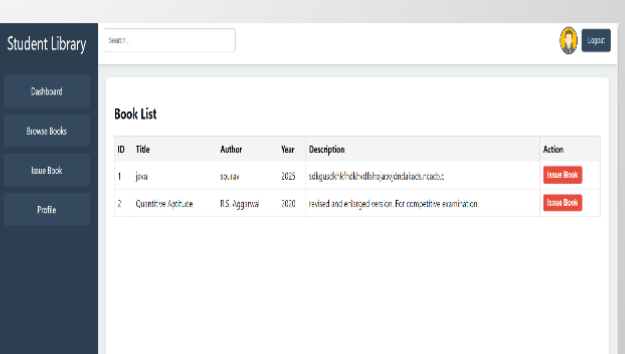 Student Library
Search...
Logout
Dashboard
Browse Books
Issue Book
Profile
Book List
ID Title Author Year Description Action
1 java sourav 2025 Issue Book
2 Quantitive Aptitude R.S. Aggarwal 2020 revised and enlarged version. For competitive examination. Issue Book